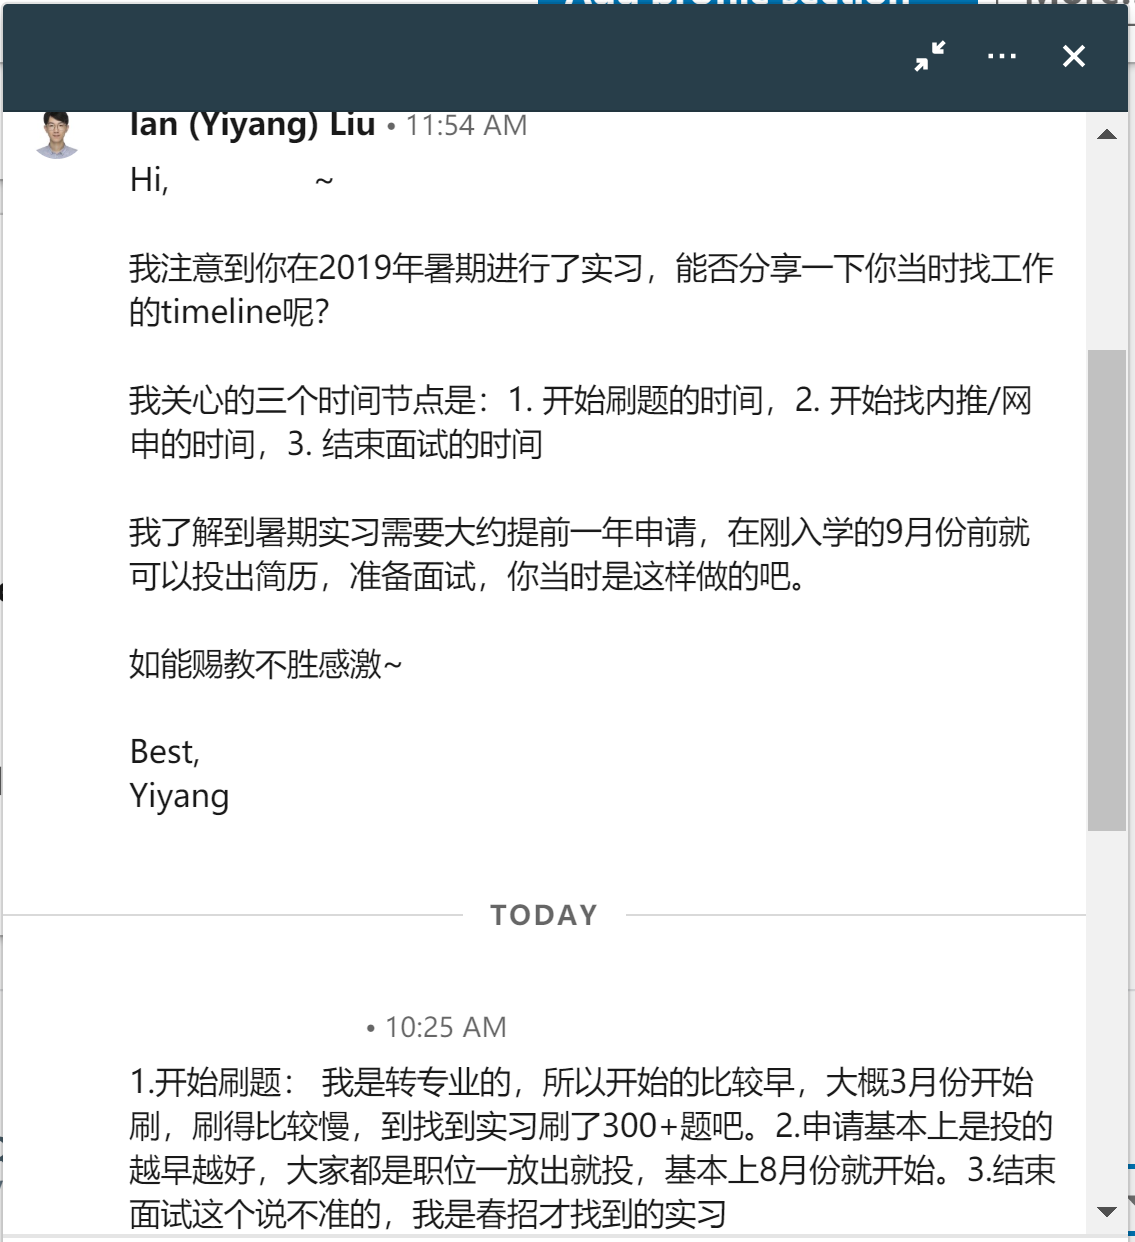 Add profile section
More...
Ian (Yiyang) Liu • 11:54 AM
Hi, ~
我注意到你在2019年暑期进行了实习，能否分享一下你当时找工作
的timeline呢？
我关心的三个时间节点是：1. 开始刷题的时间，2. 开始找内推/网
申的时间，3. 结束面试的时间
我了解到暑期实习需要大约提前一年申请，在刚入学的9月份前就
可以投出简历，准备面试，你当时是这样做的吧。
如能赐教不胜感激~
Best,
Yiyang
TODAY
• 10:25 AM
1.开始刷题： 我是转专业的，所以开始的比较早，大概3月份开始
刷，刷得比较慢，到找到实习刷了300+题吧。2.申请基本上是投的
越早越好，大家都是职位一放出就投，基本上8月份就开始。3.结束
面试这个说不准的，我是春招才找到的实习